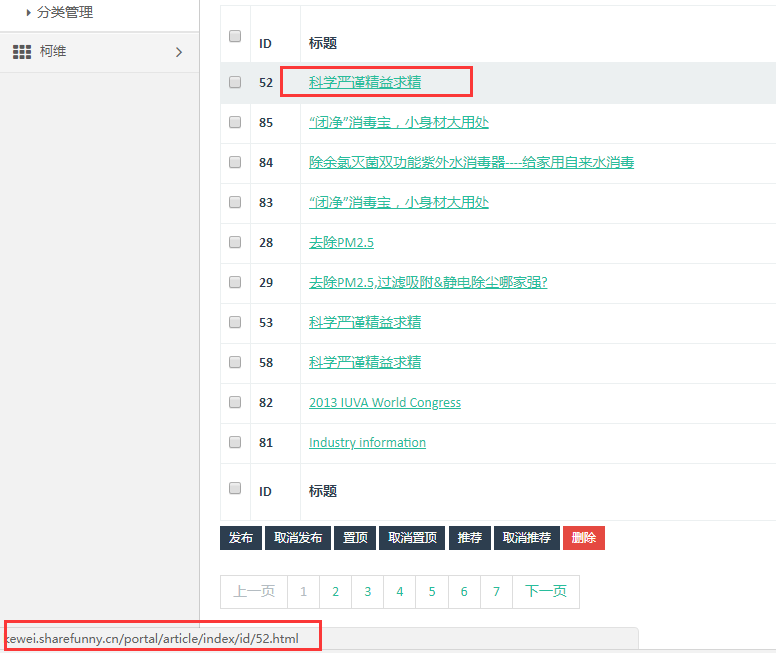 分类管理
柯维
ID 标题
52 科学严谨精益求精
85 “闭净”消毒宝，小身材大用处
84 除余氯灭菌双功能紫外水消毒器----给家用自来水消毒
83 “闭净”消毒宝，小身材大用处
28 去除PM2.5
29 去除PM2.5,过滤吸附&静电除尘哪家强?
53 科学严谨精益求精
58 科学严谨精益求精
82 2013 IUVA World Congress
81 Industry information
ID 标题
发布 取消发布 置顶 取消置顶 推荐 取消推荐 删除
上一页 1 2 3 4 5 6 7 下一页
kewei.sharefunny.cn/portal/article/index/id/52.html